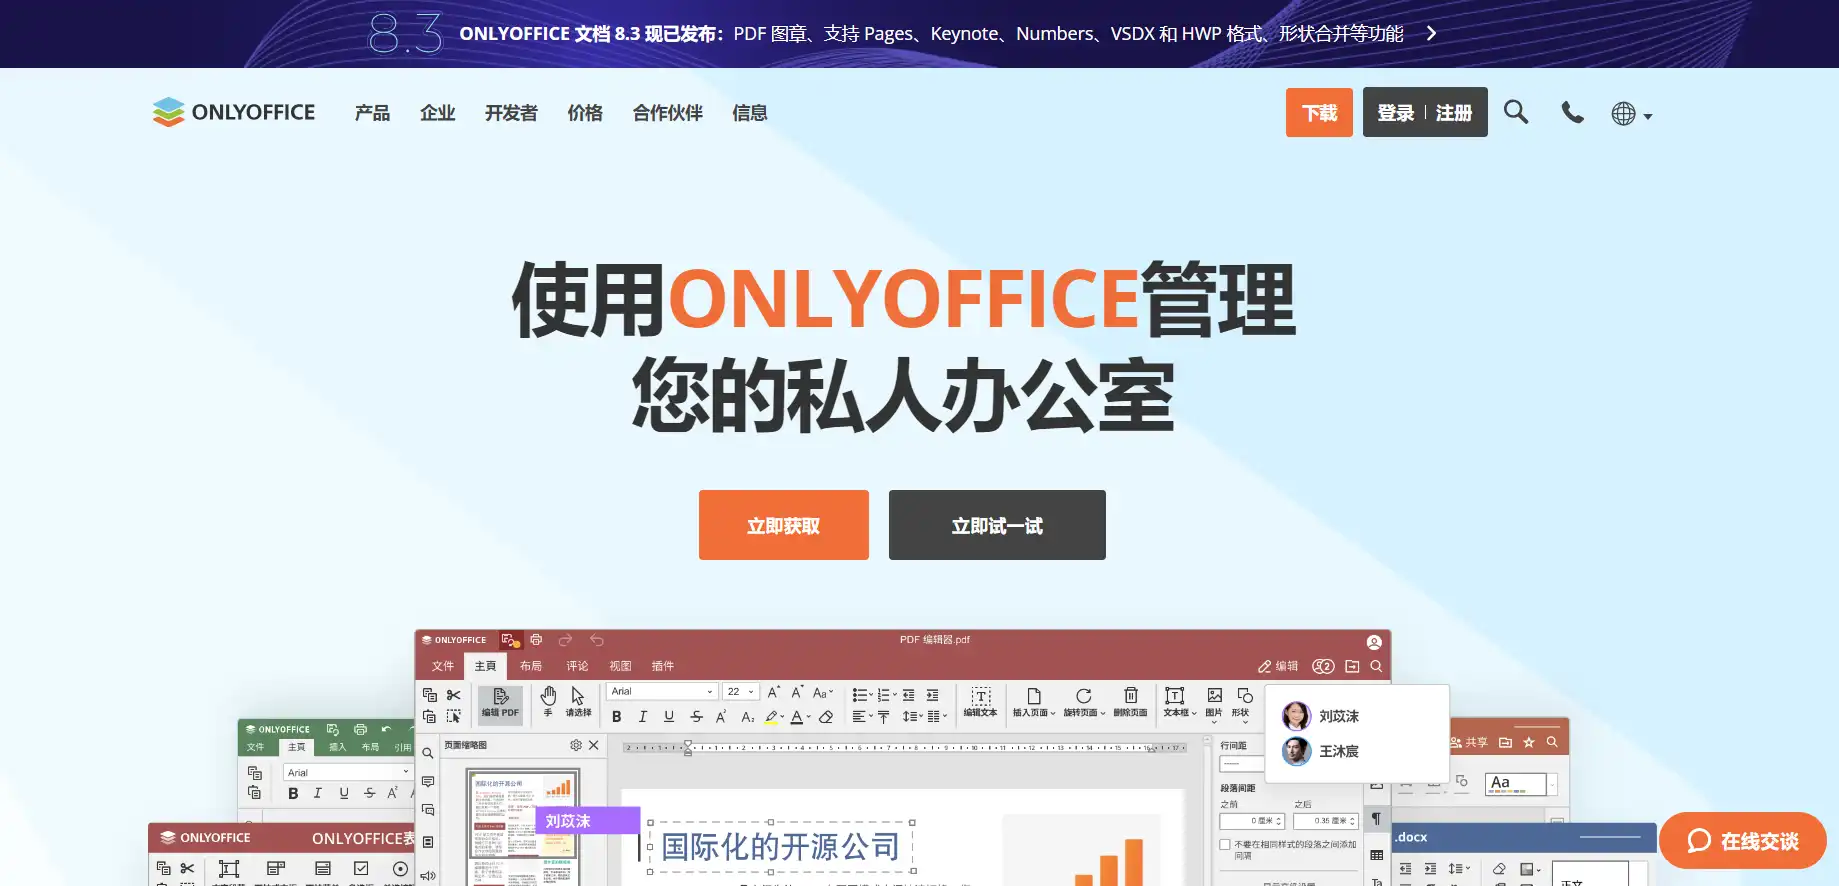 8.3 ONLYOFFICE 文档 8.3 现已发布：PDF 图章、支持 Pages、Keynote、Numbers、VSDX 和 HWP 格式、形状合并等功能
ONLYOFFICE 产品 企业 开发者 价格 合作伙伴 信息 下载 登录 注册
使用ONLYOFFICE管理
您的私人办公室
立即获取 立即试一试
ONLYOFFICE PDF 编辑器.pdf
文件 主頁 布局 评论 视图 插件 编辑 2
编辑 PDF 手 请选择 Arial 22 编辑文本 插入页面 旋转页面 删除页面 文本框 图片 形状
刘苡沫
王沐宸
页面缩略图
行间距
段落间距
之前 之后
0 厘米 0.35 厘米
不要在相同样式的段落之间添加间隔
刘苡沫
国际化的开源公司
ONLYOFFICE
文件 主页 插入 布局 引用
Arial
共享
Aa
ONLYOFFICE ONLYOFFICE表
.docx
正文
在线交谈